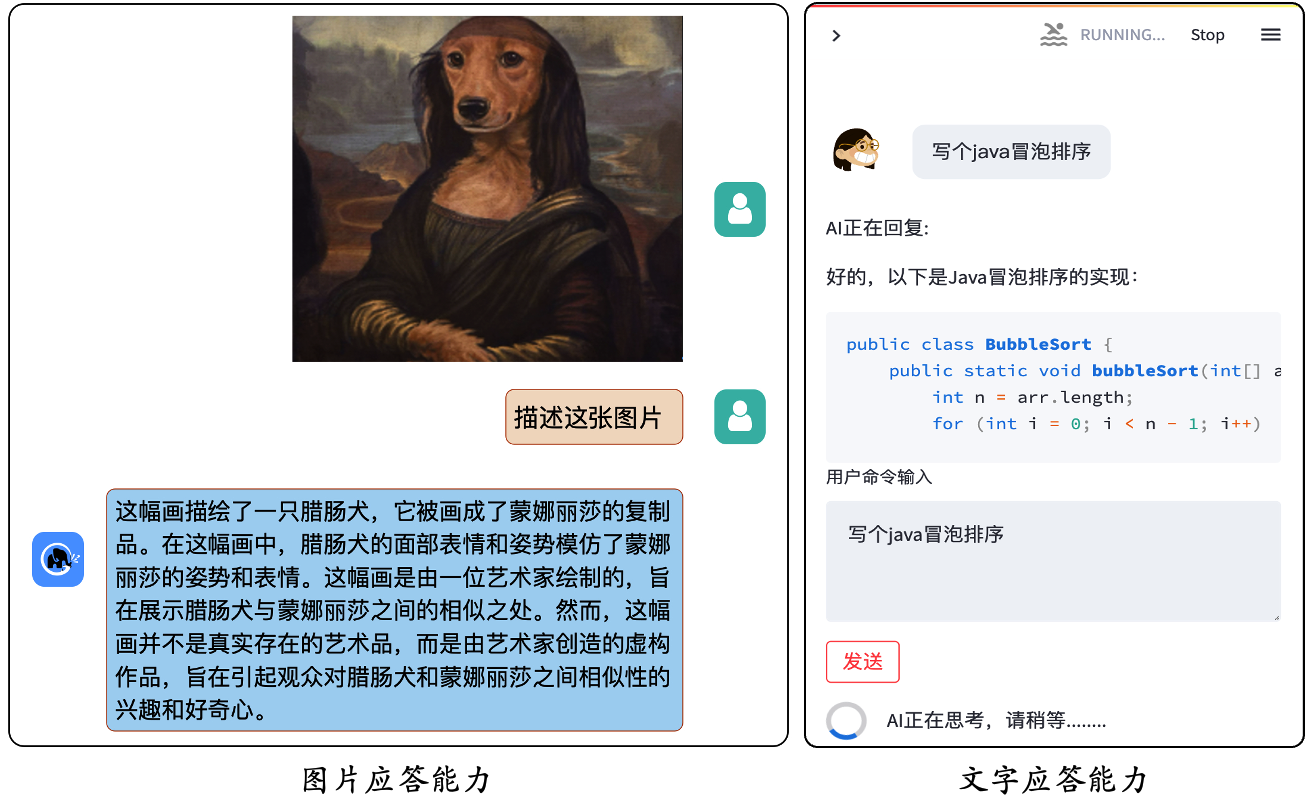 描述这张图片
这幅画描绘了一只腊肠犬，它被画成了蒙娜丽莎的复制
品。在这幅画中，腊肠犬的面部表情和姿势模仿了蒙娜
丽莎的姿势和表情。这幅画是由一位艺术家绘制的，旨
在展示腊肠犬与蒙娜丽莎之间的相似之处。然而，这幅
画并不是真实存在的艺术品，而是由艺术家创造的虚构
作品，旨在引起观众对腊肠犬和蒙娜丽莎之间相似性的
兴趣和好奇心。
图片应答能力
RUNNING... Stop
写个java冒泡排序
AI正在回复:
好的，以下是Java冒泡排序的实现：
public class BubbleSort {
    public static void bubbleSort(int[] a
        int n = arr.length;
        for (int i = 0; i < n - 1; i++)
用户命令输入
写个java冒泡排序
发送
AI正在思考，请稍等........
文字应答能力